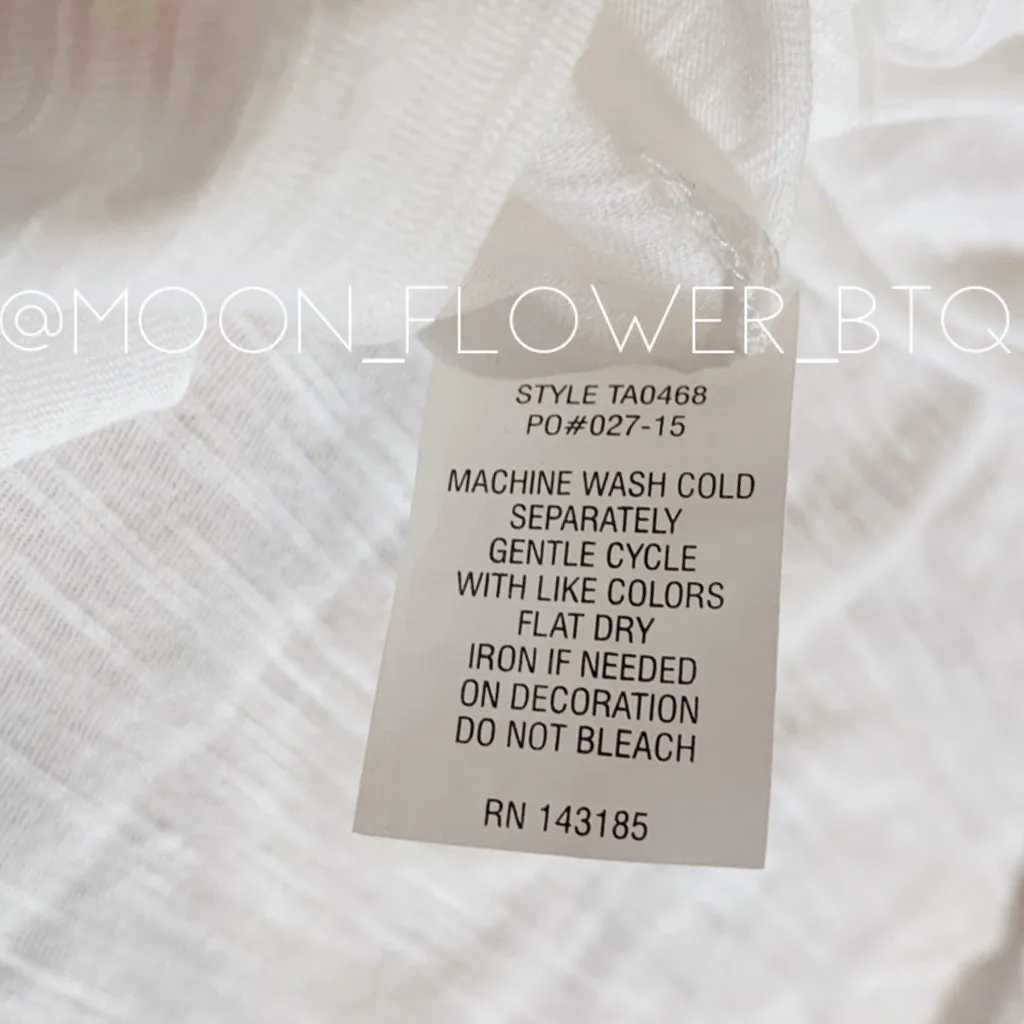 @MOON_FLOWER_BTQ
STYLE TA0468
PO#027-15
MACHINE WASH COLD
SEPARATELY
GENTLE CYCLE
WITH LIKE COLORS
FLAT DRY
IRON IF NEEDED
ON DECORATION
DO NOT BLEACH
RN 143185